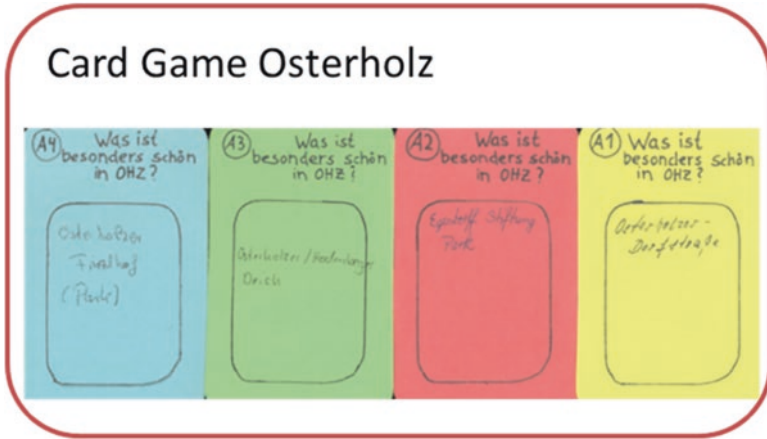 Card Game Osterholz
A4 Was ist
besonders schön
in OHZ?
Osterholzer
Friedhof
(Park)
A3 Was ist
besonders schön
in OHZ?
Osterholzer/
Deich
A2 Was ist
besonders schön
in OHZ?
Egestorff Stiftung
Park
A1 Was ist
besonders schön
in OHZ?
Osterholzer-
Dorfstraße